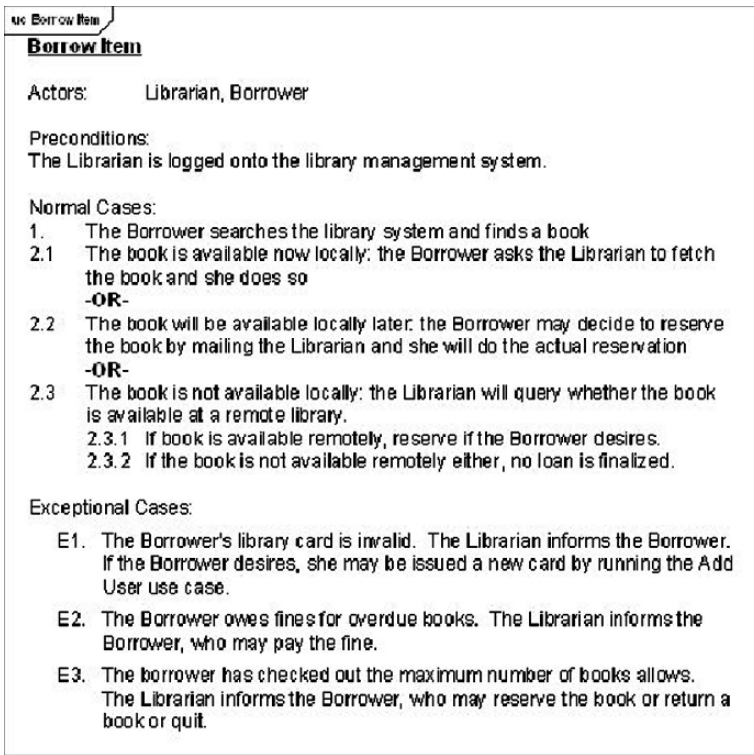 uc Borrow Item
Borrow Item
Actors: Librarian, Borrower
Preconditions:
The Librarian is logged onto the library management system.
Normal Cases:
1. The Borrower searches the library system and finds a book
2.1 The book is available now locally: the Borrower asks the Librarian to fetch
the book and she does so
-OR-
2.2 The book will be available locally later: the Borrower may decide to reserve
the book by mailing the Librarian and she will do the actual reservation
-OR-
2.3 The book is not available locally: the Librarian will query whether the book
is available at a remote library.
2.3.1 If book is available remotely, reserve if the Borrower desires.
2.3.2 If the book is not available remotely either, no loan is finalized.
Exceptional Cases:
E1. The Borrower's library card is invalid. The Librarian informs the Borrower.
If the Borrower desires, she may be issued a new card by running the Add
User use case.
E2. The Borrower owes fines for overdue books. The Librarian informs the
Borrower, who may pay the fine.
E3. The borrower has checked out the maximum number of books allows.
The Librarian informs the Borrower, who may reserve the book or return a
book or quit.